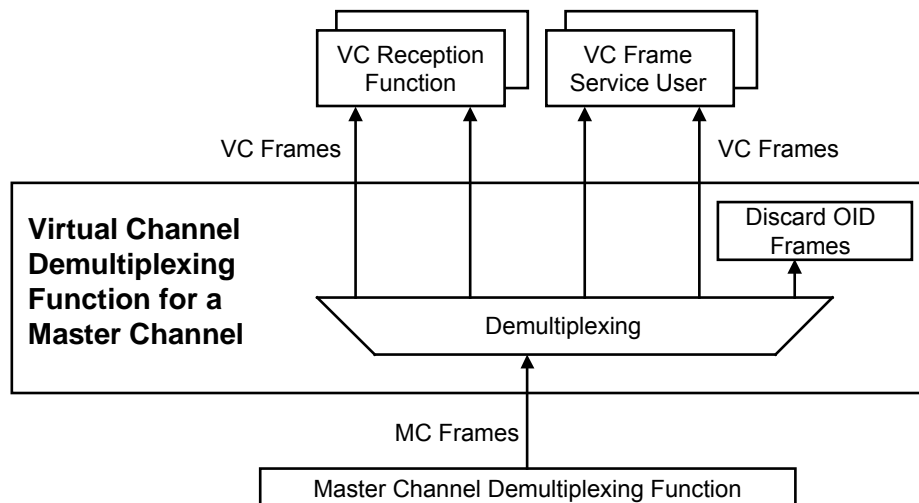 VC Reception
Function
VC Frame
Service User
VC Frames
VC Frames
Virtual Channel
Demultiplexing
Function for a
Master Channel
Discard OID
Frames
Demultiplexing
MC Frames
Master Channel Demultiplexing Function